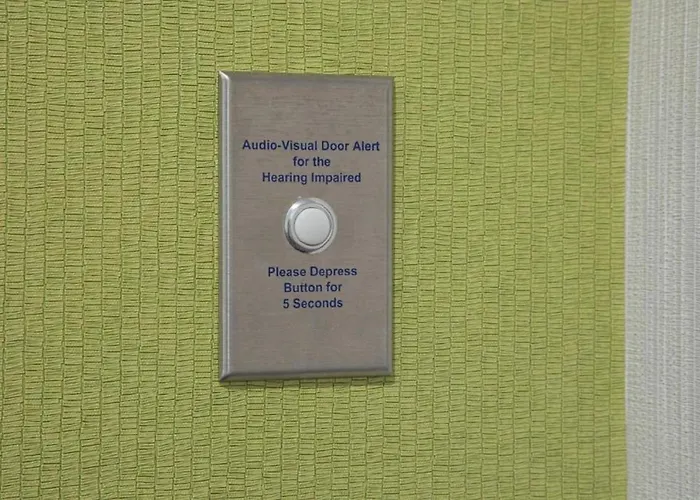 Audio-Visual Door Alert
for the
Hearing Impaired
Please Depress
Button for
5 Seconds